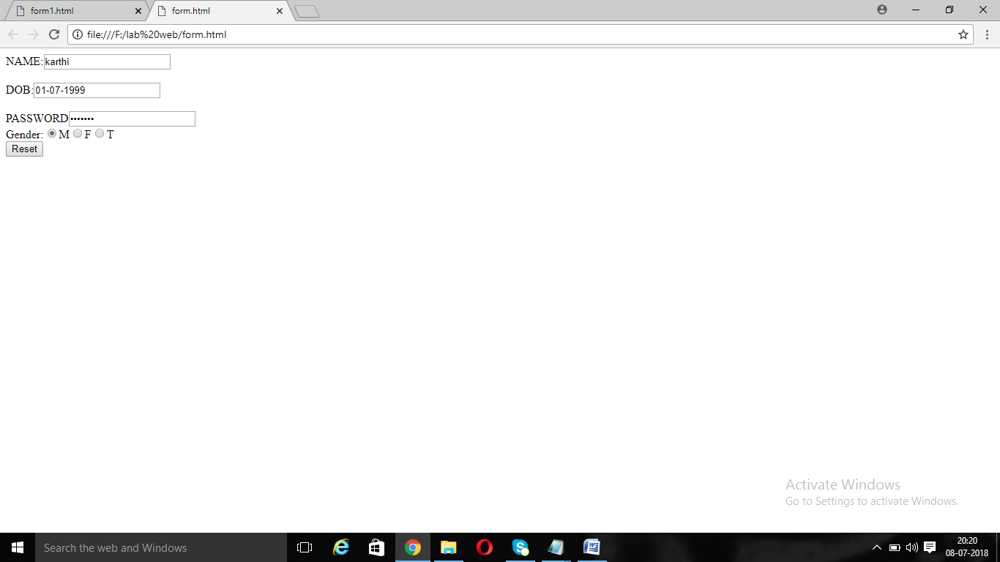 form1.html
form.html
file:///F:/lab%20web/form.html
NAME:karthi
DOB:01-07-1999
PASSWORD•••••••
Gender: M F T
Reset
Activate Windows
Go to Settings to activate Windows.
Search the web and Windows
20:20
08-07-2018